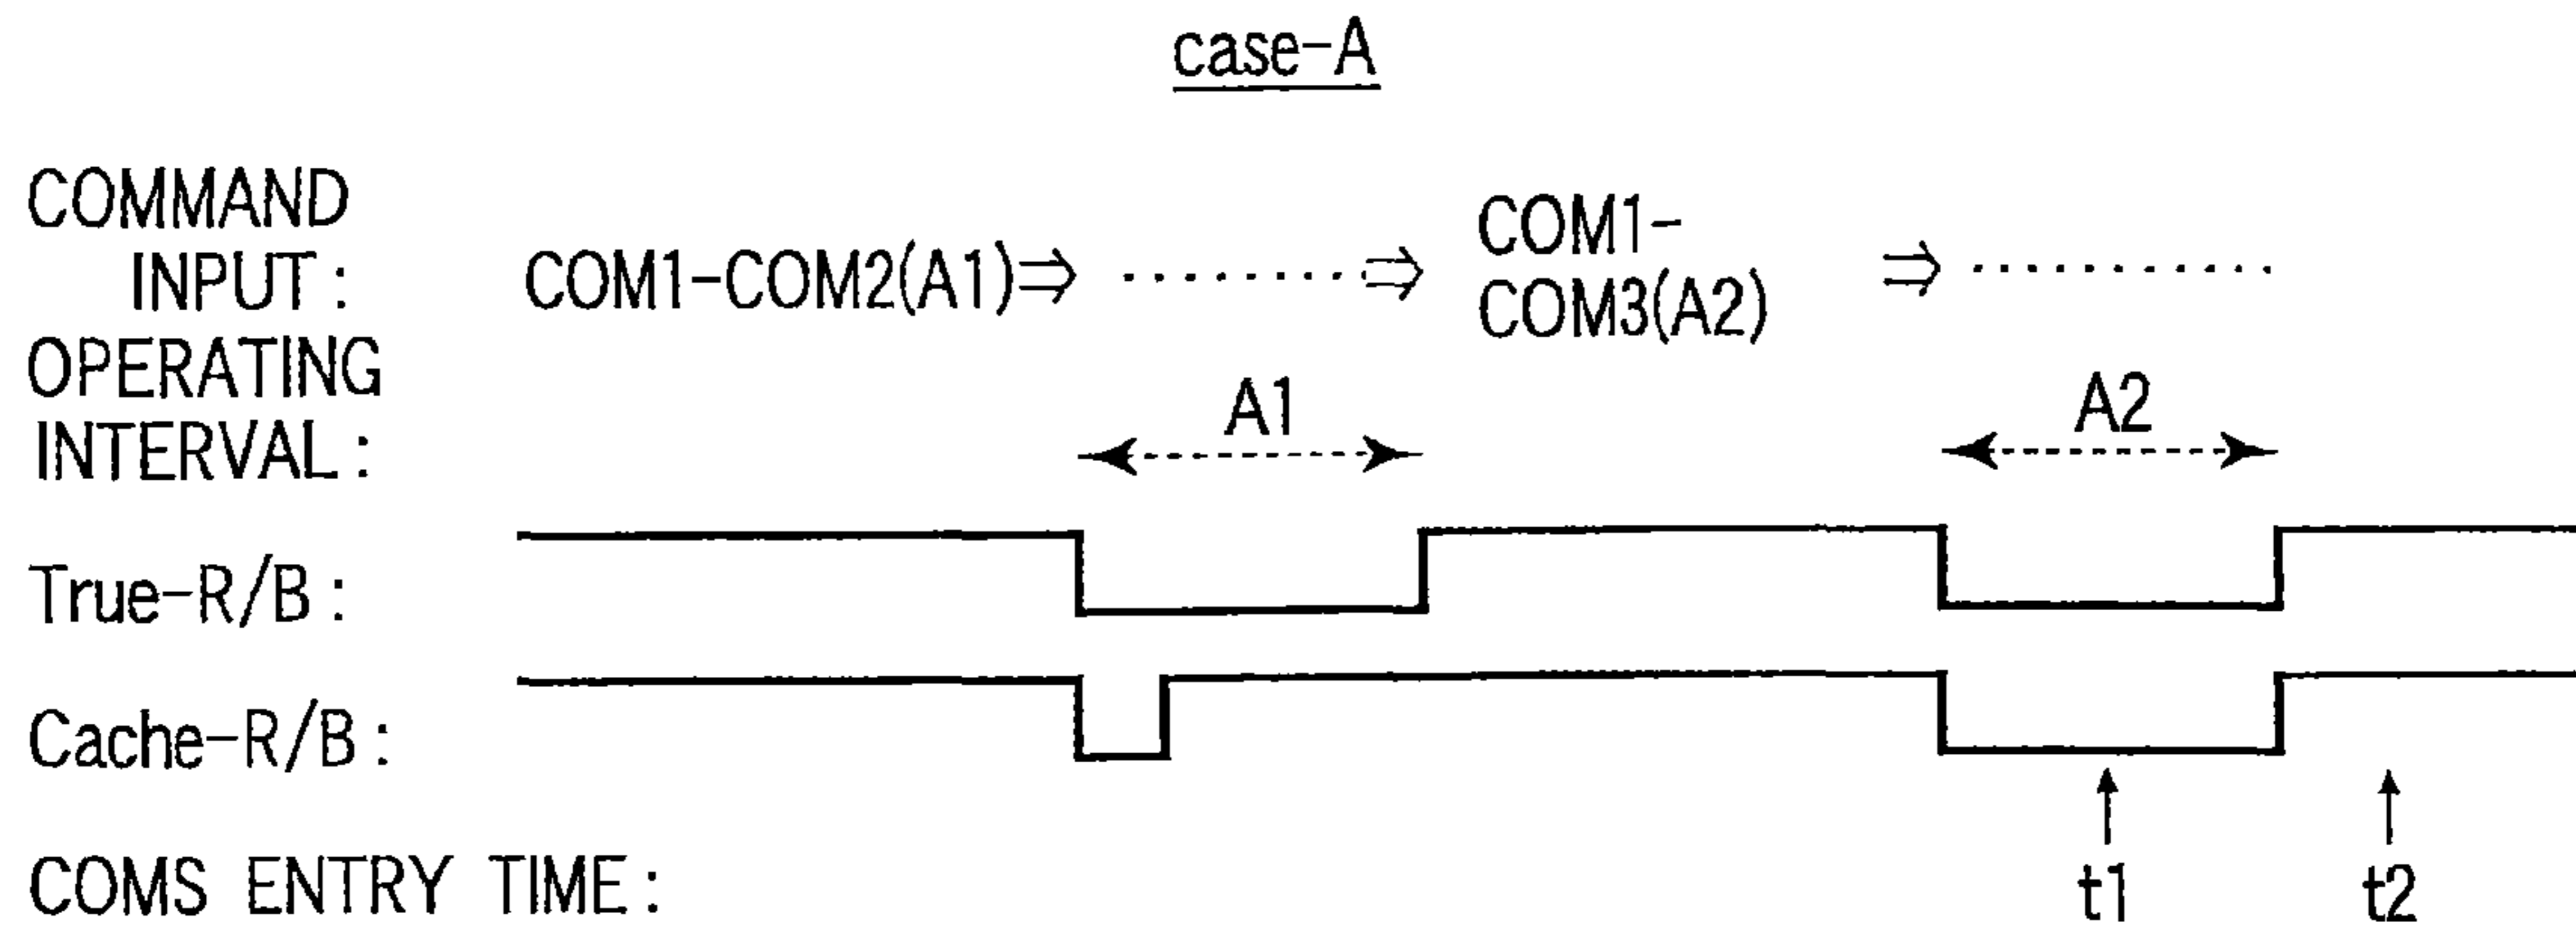 case-A
COMMAND
INPUT :
COM1-COM2(A1)⇒ ·········⇒
COM1-
COM3(A2)
⇒ ··········
OPERATING
INTERVAL :
A1
A2
True-R/B :
Cache-R/B :
COMS ENTRY TIME :
t1
t2